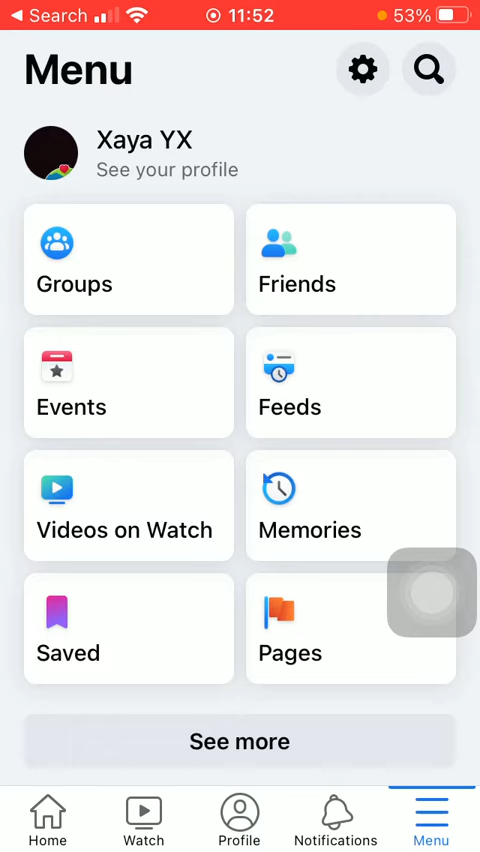 Search 11:52 53%
Menu
Xaya YX
See your profile
Groups
Friends
Events
Feeds
Videos on Watch
Memories
Saved
Pages
See more
Home Watch Profile Notifications Menu